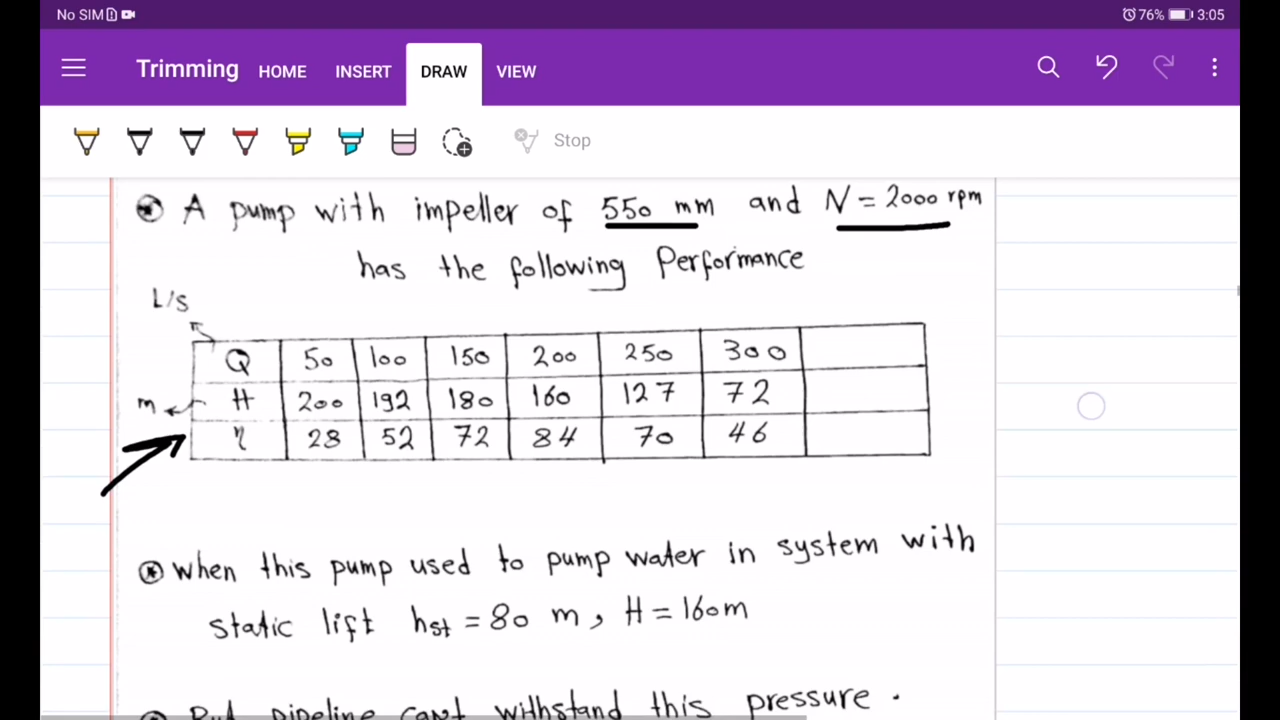 No SIM
76% 3:05
Trimming HOME INSERT DRAW VIEW
Stop
A pump with impeller of 550 mm and N = 2000 rpm
has the following Performance
L/s
Q 50 100 150 200 250 300
m H 200 192 180 160 127 72
η 28 52 72 84 70 46
When this pump used to pump water in system with
static lift hst = 80 m, H = 160m
But pipeline can't withstand this pressure.